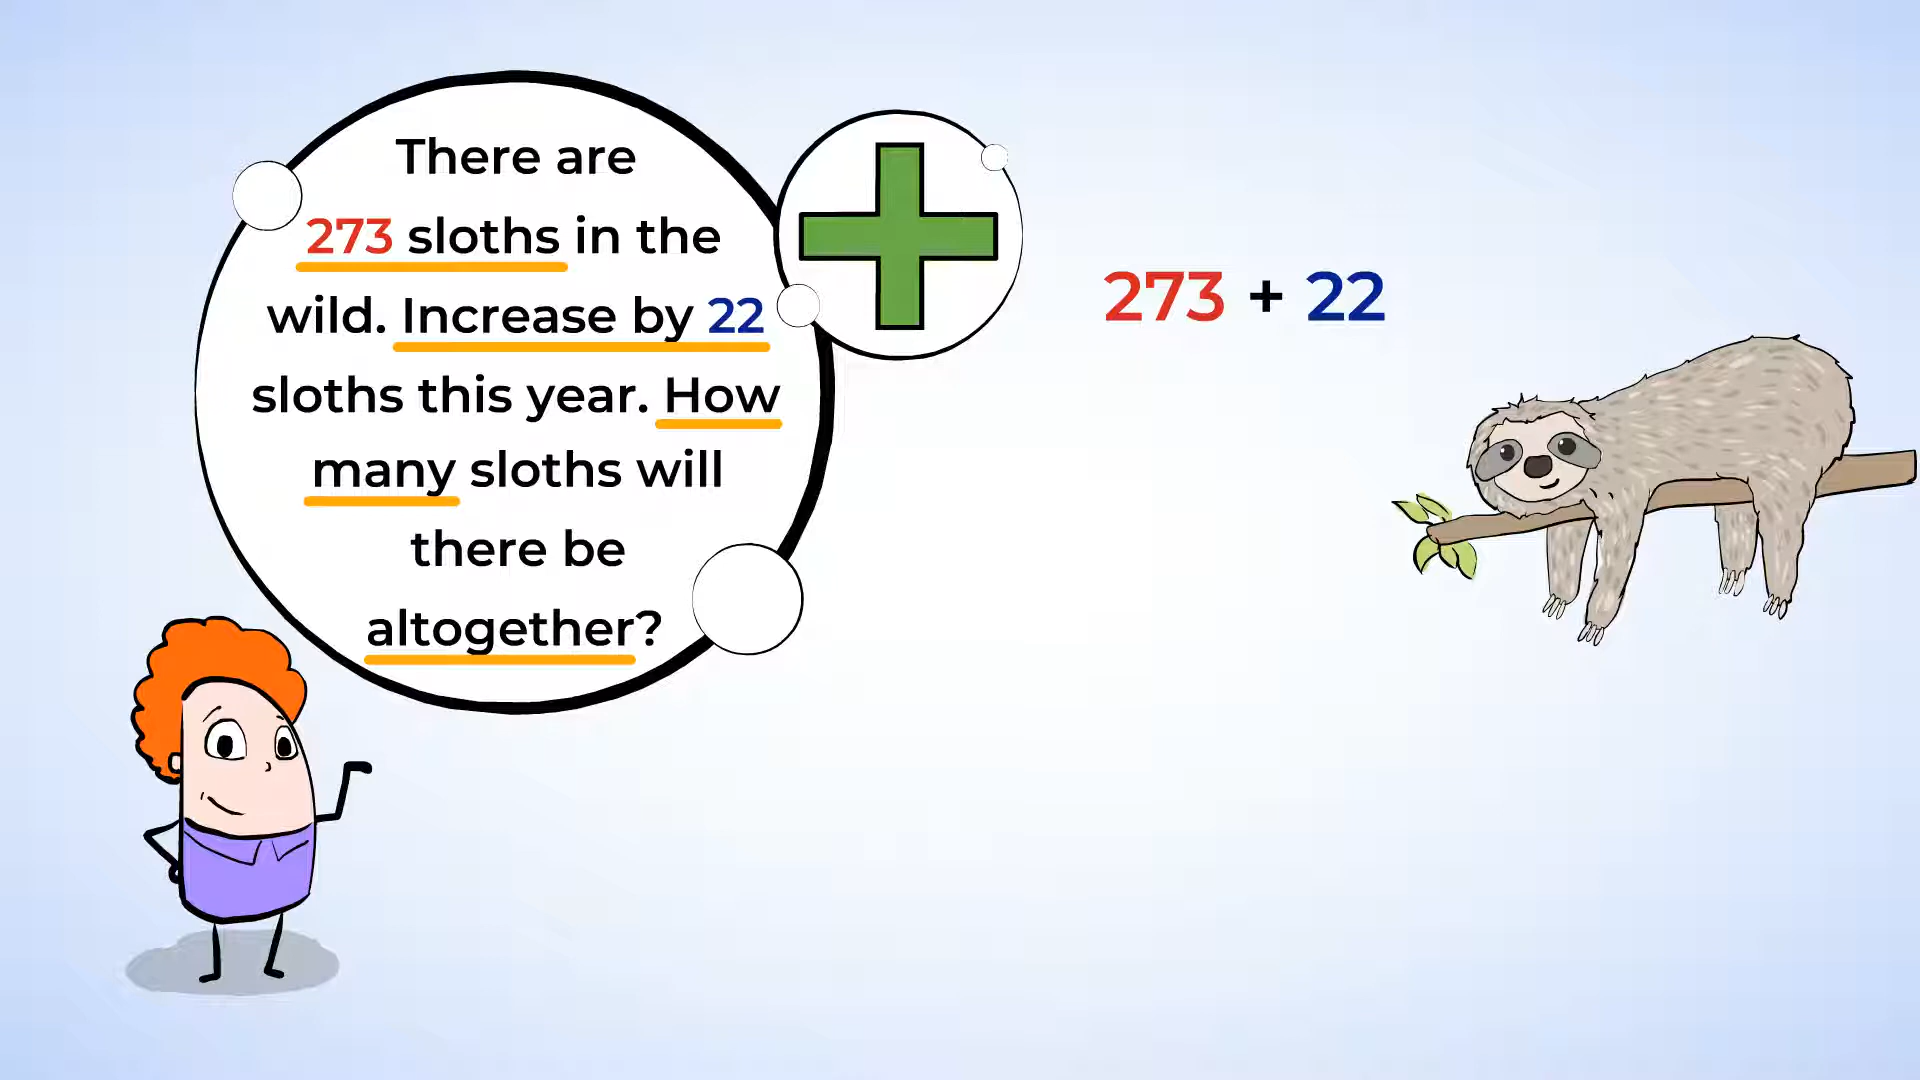 There are
273 sloths in the
wild. Increase by 22
sloths this year. How
many sloths will
there be
altogether?
273 + 22